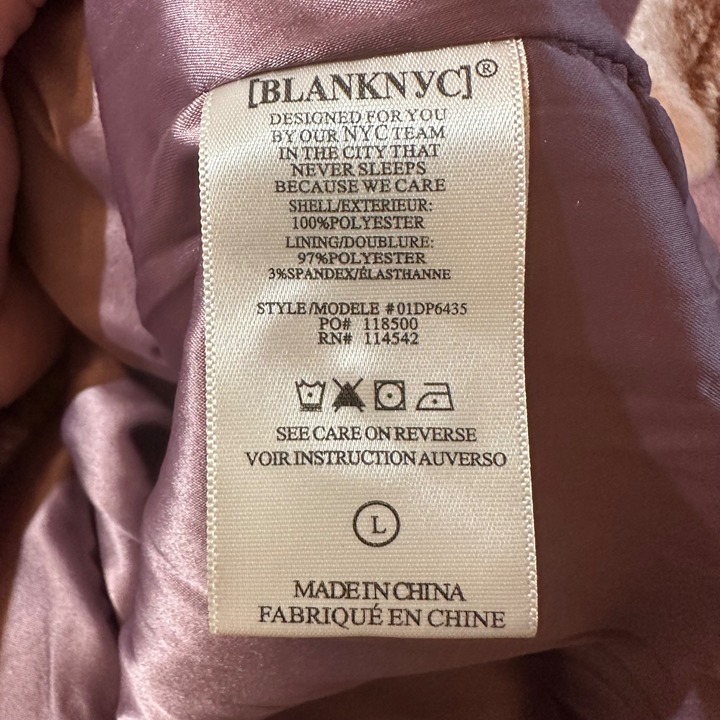 [BLANKNYC]®
DESIGNED FOR YOU
BY OUR NYC TEAM
IN THE CITY THAT
NEVER SLEEPS
BECAUSE WE CARE
SHELL/EXTERIEUR:
100%POLYESTER
LINING/DOUBLURE:
97%POLYESTER
3%SPANDEX/ÉLASTHANNE
STYLE/MODELE #01DP6435
PO# 118500
RN# 114542
SEE CARE ON REVERSE
VOIR INSTRUCTION AUVERSO
L
MADE IN CHINA
FABRIQUÉ EN CHINE